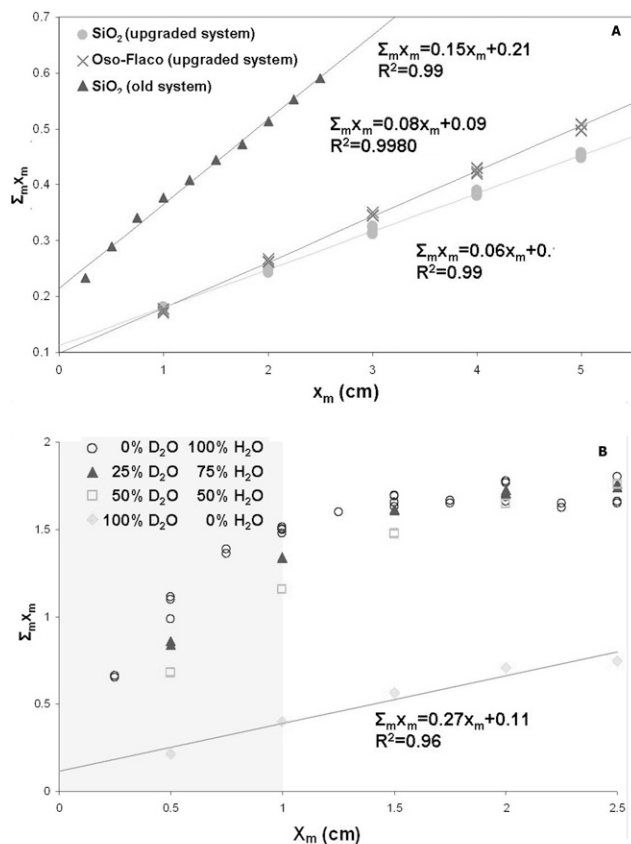 A
SiO₂ (upgraded system)
Oso-Flaco (upgraded system)
SiO₂ (old system)
Σₘxₘ=0.15xₘ+0.21
R²=0.99
Σₘxₘ=0.08xₘ+0.09
R²=0.9980
Σₘxₘ=0.06xₘ+0.
R²=0.99
Σₘxₘ
0.7
0.6
0.5
0.4
0.3
0.2
0.1
0 1 2 3 4 5
xₘ (cm)
B
0% D₂O 100% H₂O
25% D₂O 75% H₂O
50% D₂O 50% H₂O
100% D₂O 0% H₂O
Σₘxₘ
2
1.5
1
0.5
0
Σₘxₘ=0.27xₘ+0.11
R²=0.96
0 0.5 1 1.5 2 2.5
Xₘ (cm)